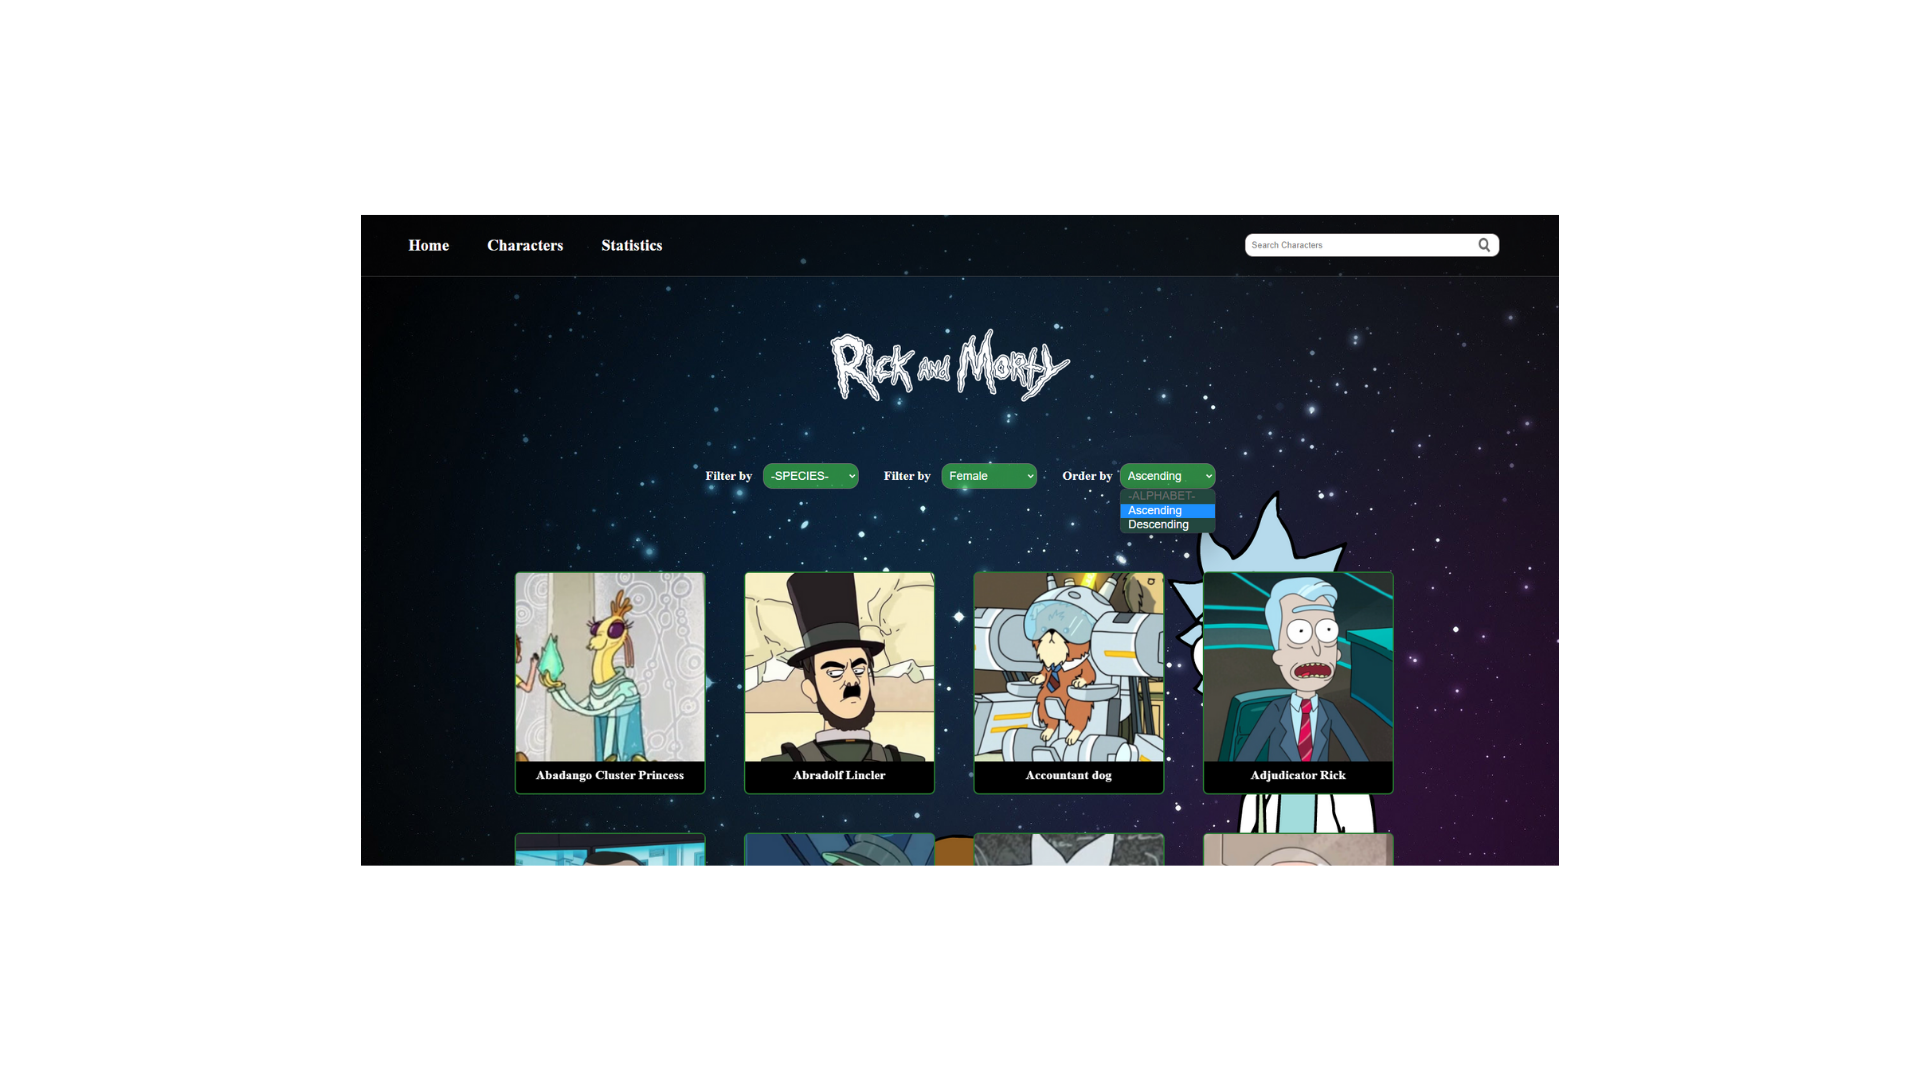 Home Characters Statistics Search Characters
Rick and Morty
Filter by -SPECIES- Filter by Female Order by Ascending
-ALPHABET-
Ascending
Descending
Abadango Cluster Princess Abradolf Lincler Accountant dog Adjudicator Rick